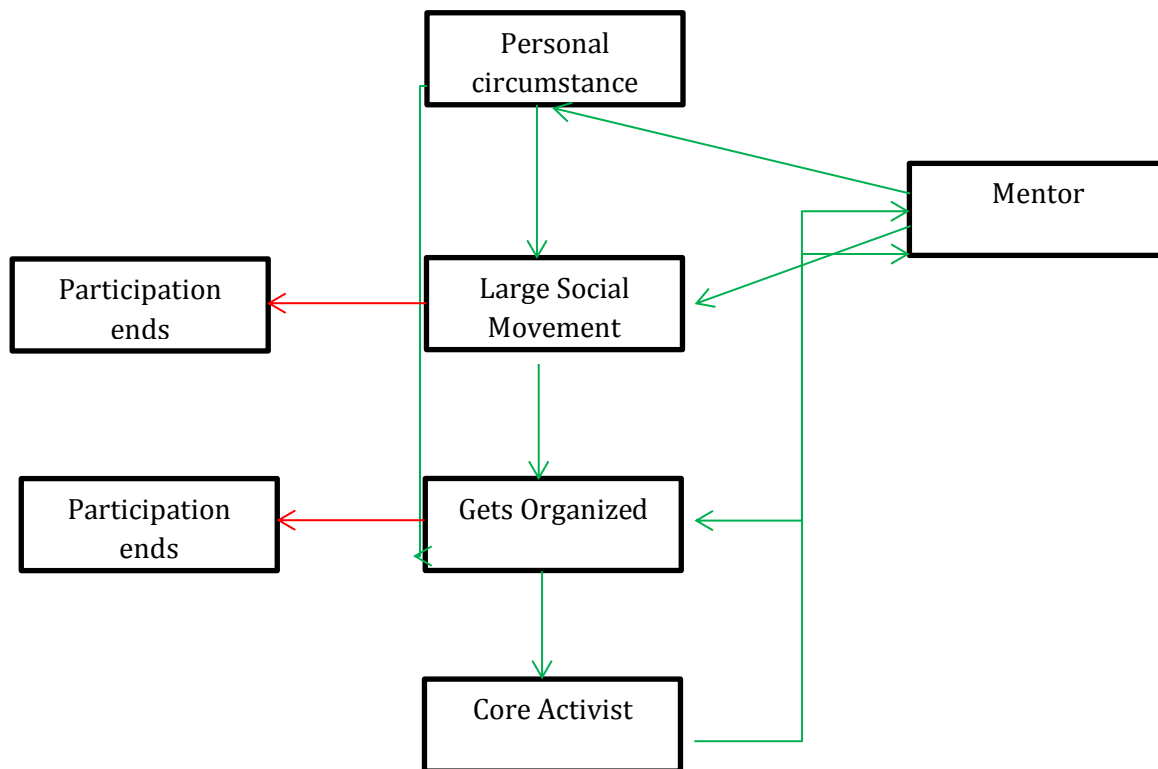 Personal
circumstance
Mentor
Participation
ends
Large Social
Movement
Participation
ends
Gets Organized
Core Activist